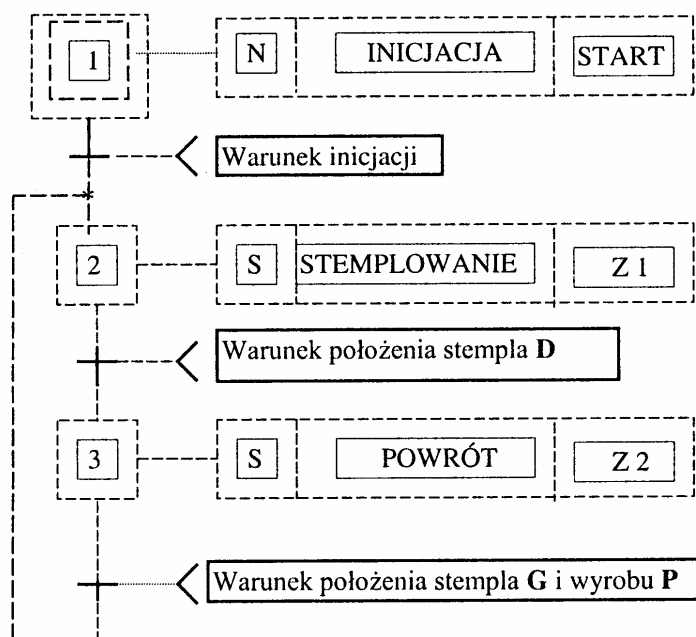 1 N INICJACJA START
Warunek inicjacji
2 S STEMPLOWANIE Z 1
Warunek położenia stempla D
3 S POWRÓT Z 2
Warunek położenia stempla G i wyrobu P